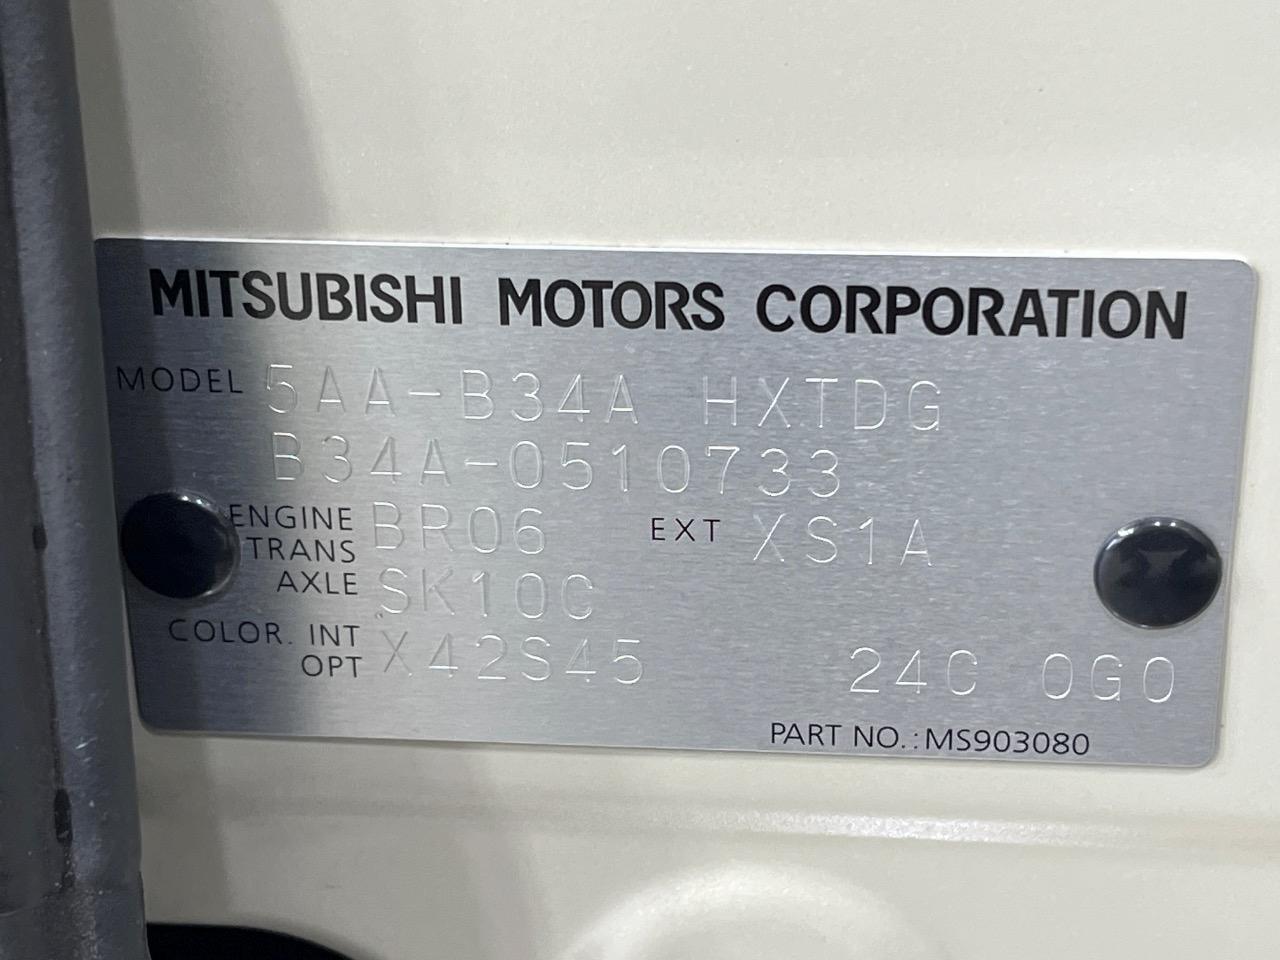 MITSUBISHI MOTORS CORPORATION
MODEL 5AA-B34A HXTDG
B34A-0510733
ENGINE BR06 EXT XS1A
TRANS
AXLE SK10C
COLOR. INT X42S45 24C 0G0
OPT
PART NO.:MS903080